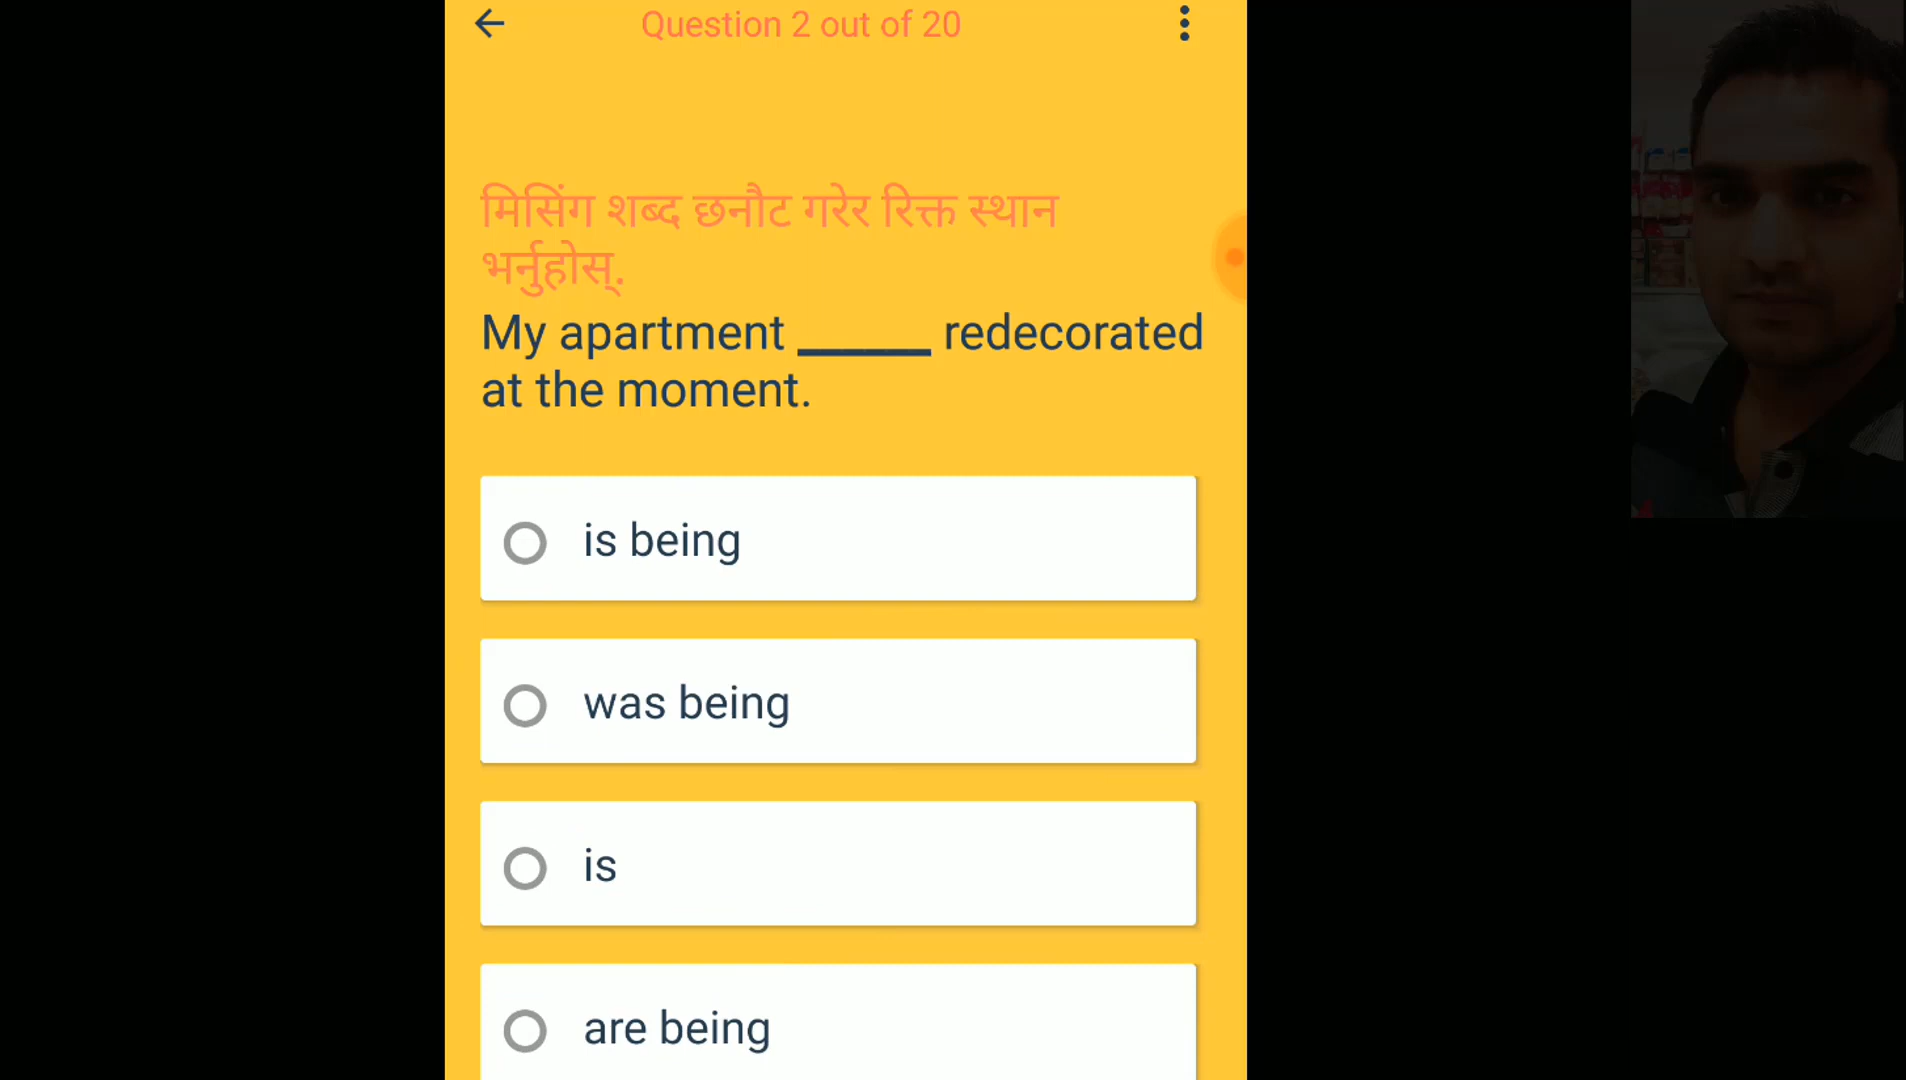 Question 2 out of 20
मिसिंग शब्द छनौट गरेर रिक्त स्थान
भर्नुहोस्.
My apartment ______ redecorated
at the moment.
is being
was being
is
are being